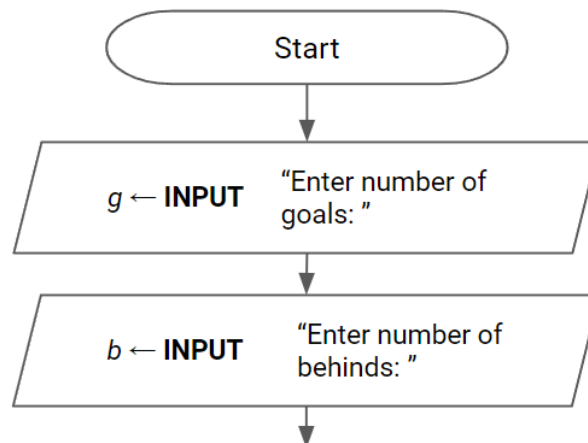 Start
g ← INPUT “Enter number of
goals: ”
b ← INPUT “Enter number of
behinds: ”